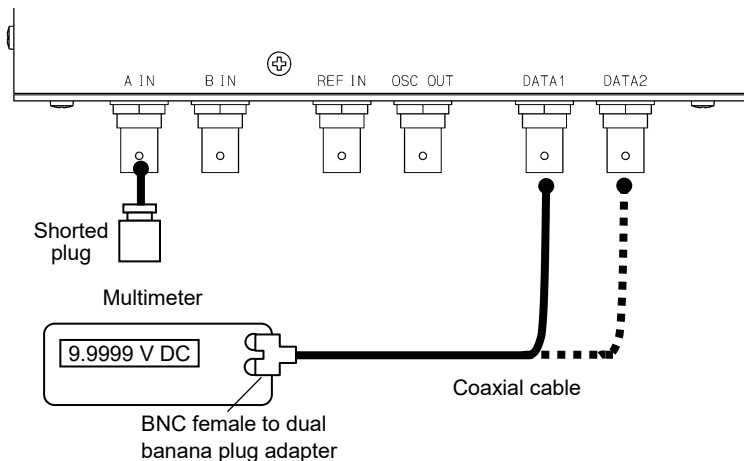 A IN
B IN
REF IN
OSC OUT
DATA1
DATA2
Shorted
plug
Multimeter
9.9999 V DC
Coaxial cable
BNC female to dual
banana plug adapter